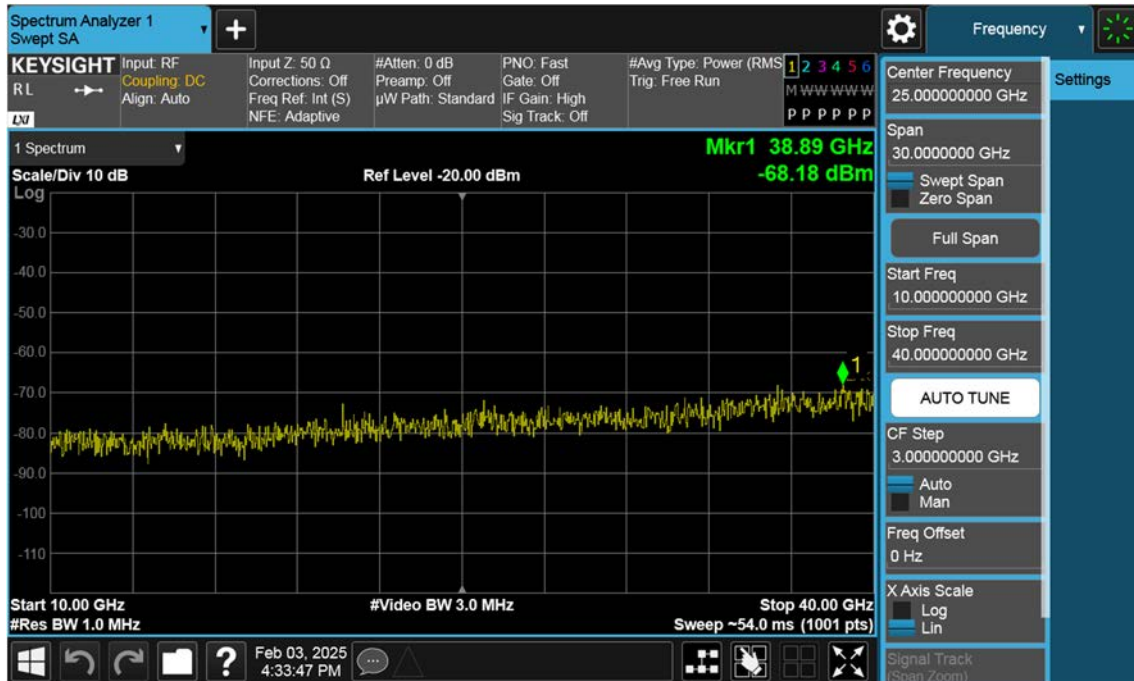 Spectrum Analyzer 1
Swept SA
Frequency
KEYSIGHT
RL
LXI
Input: RF
Coupling: DC
Align: Auto
Input Z: 50 Ω
Corrections: Off
Freq Ref: Int (S)
NFE: Adaptive
#Atten: 0 dB
Preamp: Off
µW Path: Standard
PNO: Fast
Gate: Off
IF Gain: High
Sig Track: Off
#Avg Type: Power (RMS
Trig: Free Run
1 2 3 4 5 6
M W W W W W
P P P P P P
1 Spectrum
Mkr1 38.89 GHz
-68.18 dBm
Scale/Div 10 dB
Ref Level -20.00 dBm
Log
-30.0
-40.0
-50.0
-60.0
-70.0
-80.0
-90.0
-100
-110
1
Start 10.00 GHz
#Video BW 3.0 MHz
Stop 40.00 GHz
#Res BW 1.0 MHz
Sweep ~54.0 ms (1001 pts)
Center Frequency
25.000000000 GHz
Span
30.0000000 GHz
Swept Span
Zero Span
Full Span
Start Freq
10.000000000 GHz
Stop Freq
40.000000000 GHz
AUTO TUNE
CF Step
3.000000000 GHz
Auto
Man
Freq Offset
0 Hz
X Axis Scale
Log
Lin
Signal Track
(Span Zoom)
Settings
?
Feb 03, 2025
4:33:47 PM